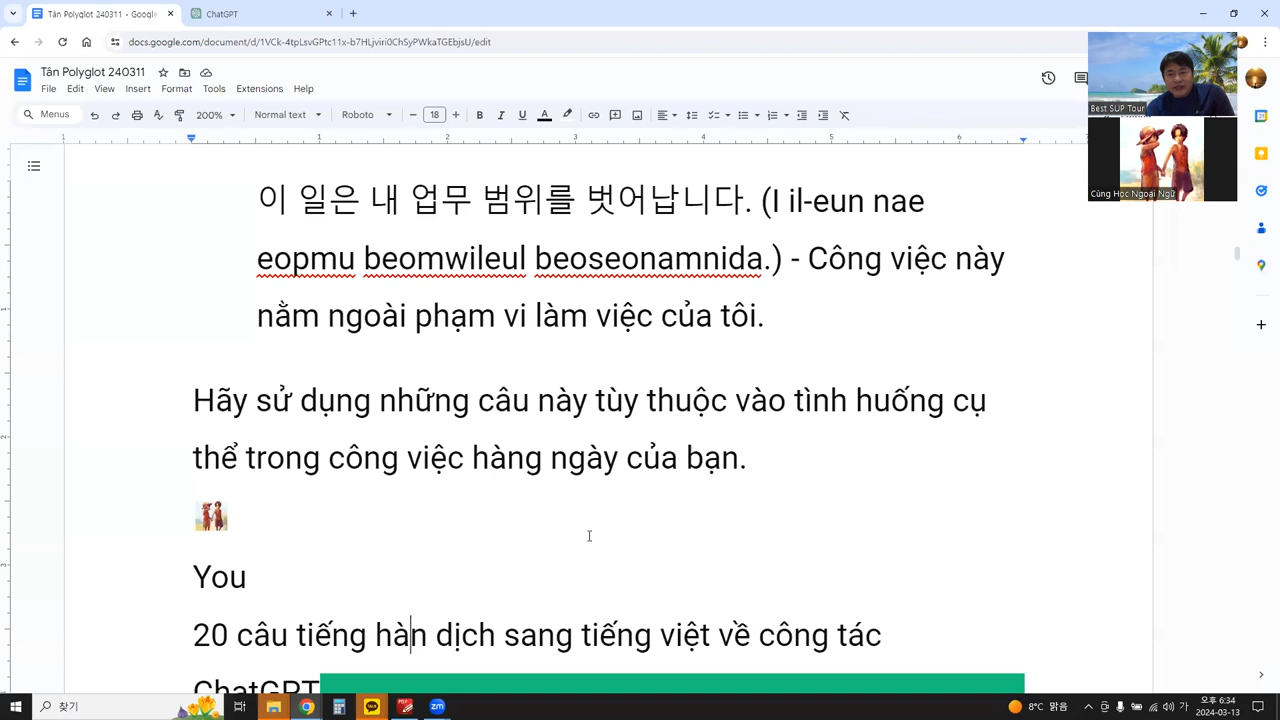 Tân Polyglot 240311 - Google
ChatGPT
docs.google.com/document/d/1VCk-4tpLsvGPtc11x-b7HLjviri0ChSyPWkaTGEbjsU/edit
Tân Polyglot 240311
File Edit View Insert Format Tools Extensions Help
Menus 200% Normal text Roboto 18
Best SUP Tour
Cùng Học Ngoại Ngữ
이 일은 내 업무 범위를 벗어납니다. (I il-eun nae
eopmu beomwileul beoseonamnida.) - Công việc này
nằm ngoài phạm vi làm việc của tôi.
Hãy sử dụng những câu này tùy thuộc vào tình huống cụ
thể trong công việc hàng ngày của bạn.
You
20 câu tiếng hàn dịch sang tiếng việt về công tác
ChatGPT
찾기
8°C 맑음
가
오후 6:34
2024-03-13